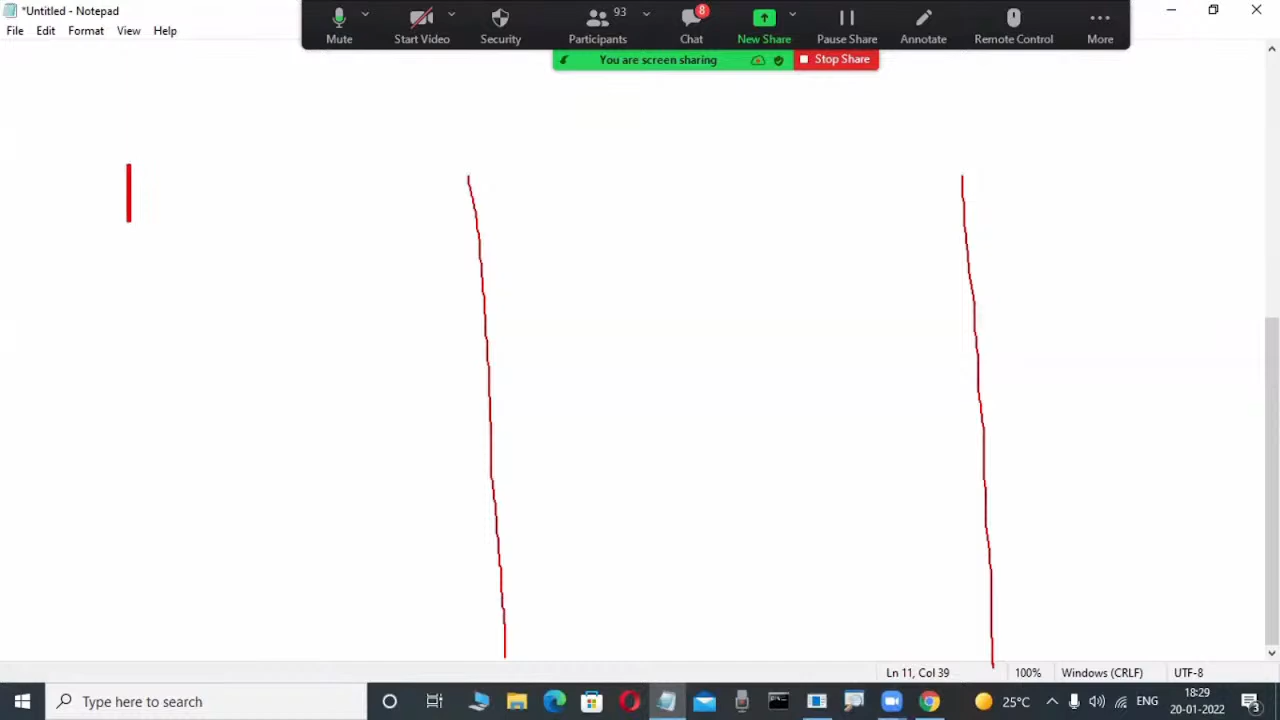 *Untitled - Notepad
File Edit Format View Help
93 8
Mute Start Video Security Participants Chat New Share Pause Share Annotate Remote Control More
You are screen sharing Stop Share
Ln 11, Col 39 100% Windows (CRLF) UTF-8
Type here to search
25°C ENG
18:29
20-01-2022
3